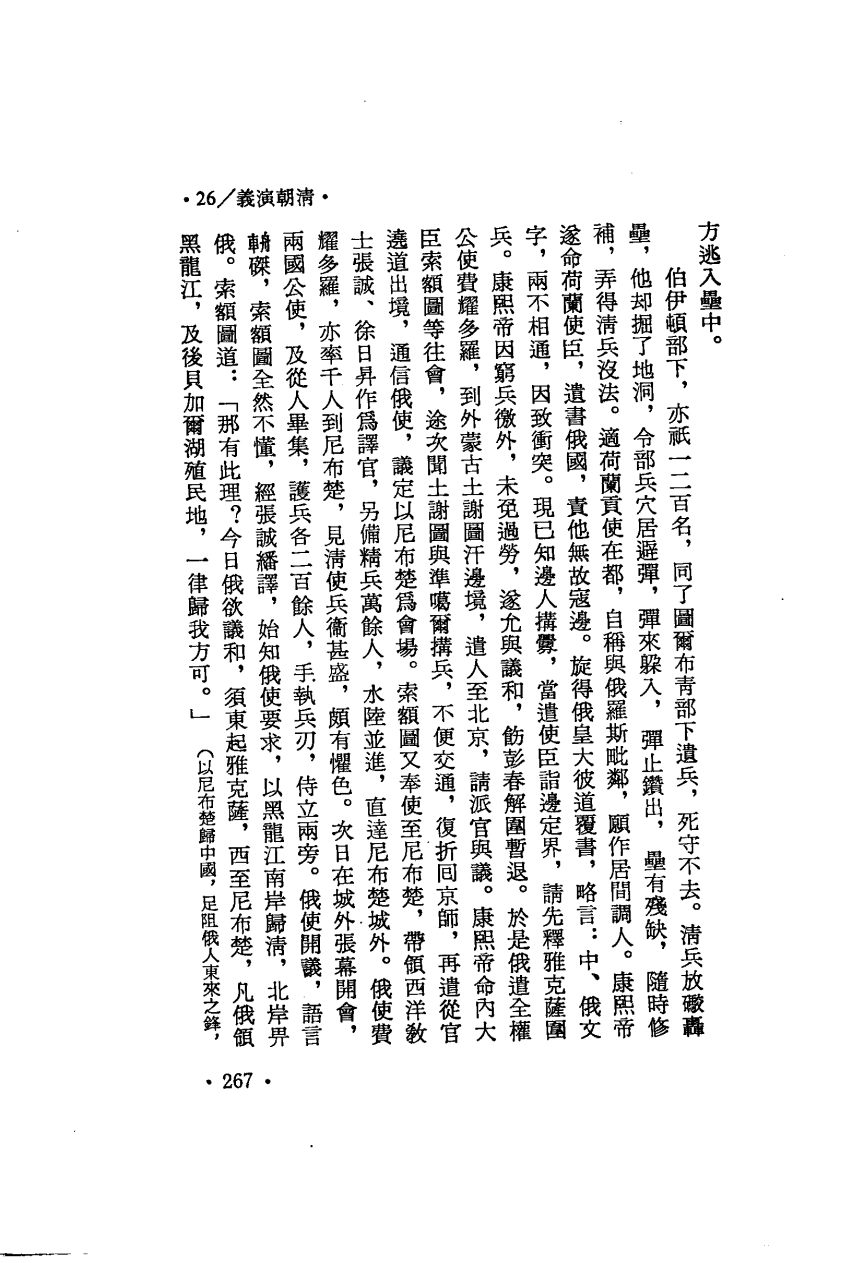 ·26/義演朝清·
方逃入壘中。
伯伊頓部下，亦祇一二百名，同了圖爾布青部下遺兵，死守不去。清兵放礮轟
壘，他却掘了地洞，令部兵穴居避彈，彈來躲入，彈止鑽出，壘有殘缺，隨時修
補，弄得清兵沒法。適荷蘭貢使在都，自稱與俄羅斯毗鄰，願作居間調人。康熙帝
遂命荷蘭使臣，遺書俄國，責他無故寇邊。旋得俄皇大彼道覆書，略言：中、俄文
字，兩不相通，因致衝突。現已知邊人搆釁，當遣使臣詣邊定界，請先釋雅克薩圍
兵。康熙帝因窮兵徼外，未免過勞，遂允與議和，飭彭春解圍暫退。於是俄遣全權
公使費耀多羅，到外蒙古土謝圖汗邊境，遣人至北京，請派官與議。康熙帝命內大
臣索額圖等往會，途次聞土謝圖與準噶爾搆兵，不便交通，復折回京師，再遣從官
遶道出境，通信俄使，議定以尼布楚爲會場。索額圖又奉使至尼布楚，帶領西洋敎
士張誠、徐日昇作爲譯官，另備精兵萬餘人，水陸並進，直達尼布楚城外。俄使費
耀多羅，亦率千人到尼布楚，見清使兵衞甚盛，頗有懼色。次日在城外張幕開會，
兩國公使，及從人畢集，護兵各二百餘人，手執兵刃，侍立兩旁。俄使開議，語言
輈磔，索額圖全然不懂，經張誠繙譯，始知俄使要求，以黑龍江南岸歸清，北岸畀
俄。索額圖道：「那有此理？今日俄欲議和，須東起雅克薩，西至尼布楚，凡俄領
黑龍江，及後貝加爾湖殖民地，一律歸我方可。」（以尼布楚歸中國，足阻俄人東來之鋒，
·267·